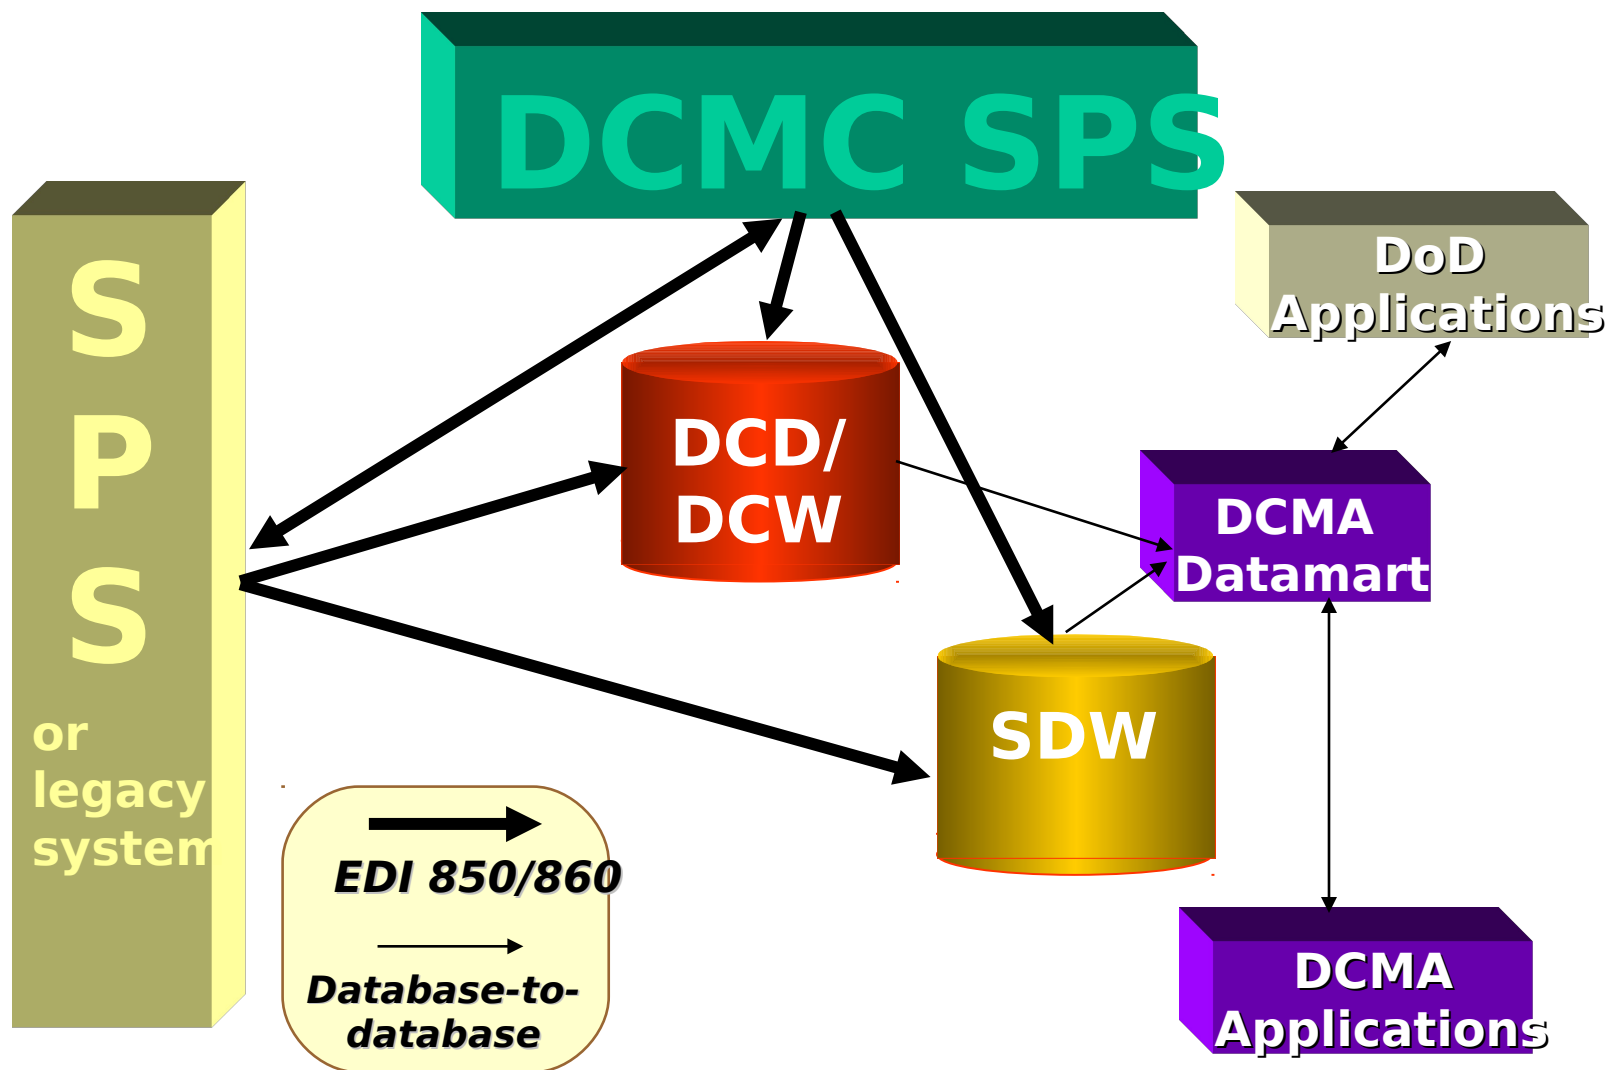 DCMC SPS
S
P
S
or
legacy
system
DoD
Applications
DCD/
DCW
DCMA
Datamart
SDW
EDI 850/860
Database-to-
database
DCMA
Applications